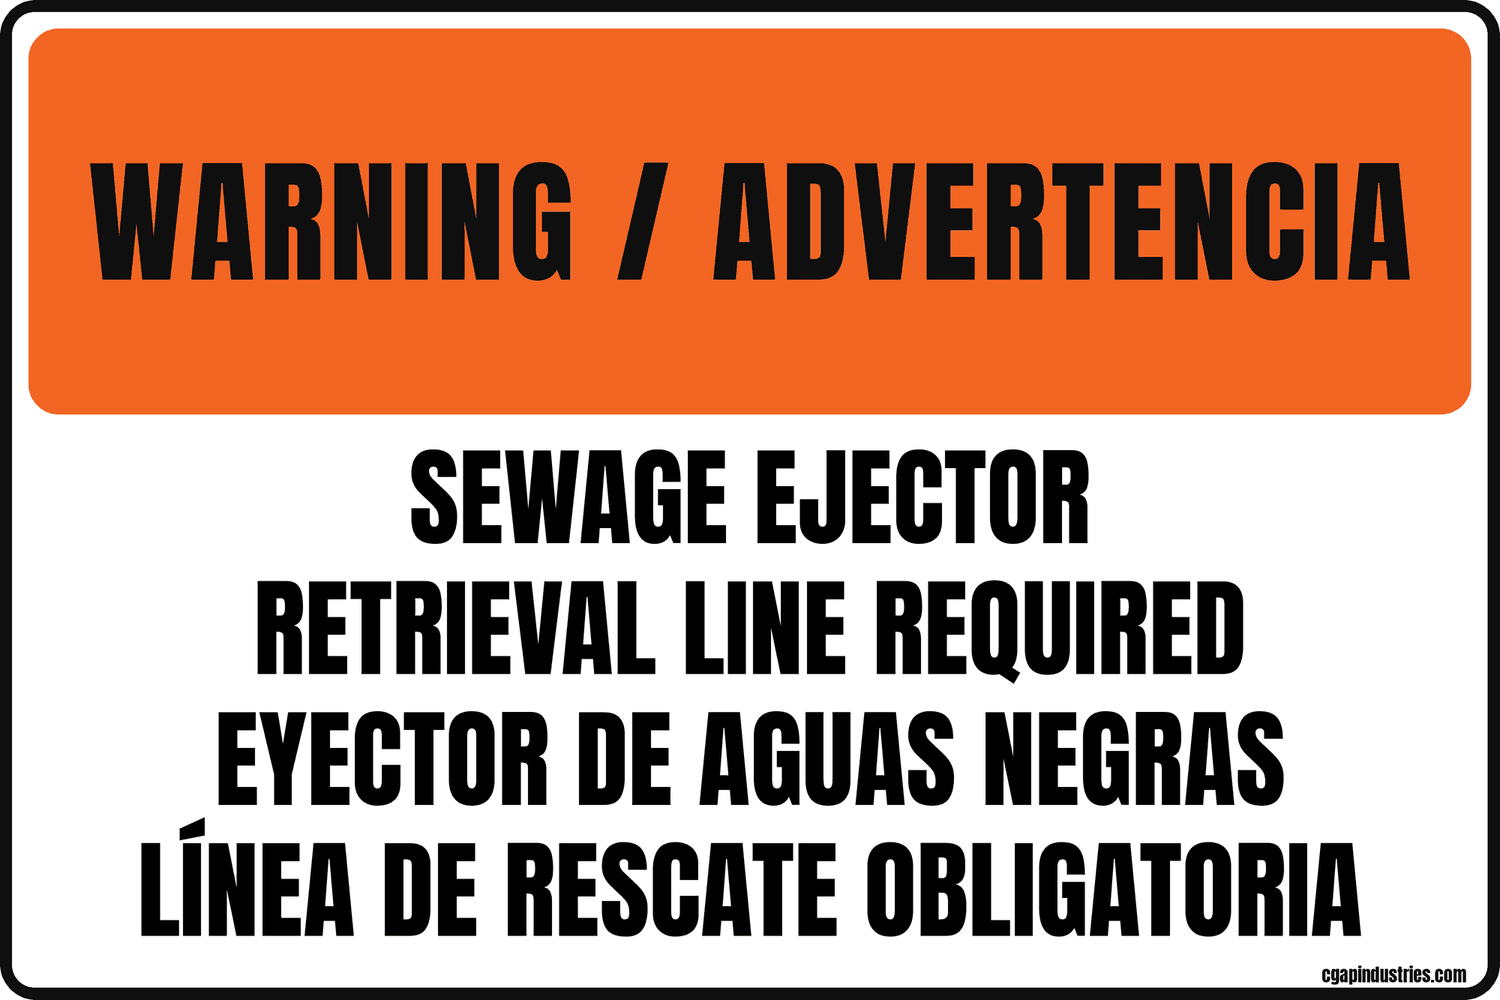 WARNING / ADVERTENCIA
SEWAGE EJECTOR
RETRIEVAL LINE REQUIRED
EYECTOR DE AGUAS NEGRAS
LÍNEA DE RESCATE OBLIGATORIA
cgapindustries.com